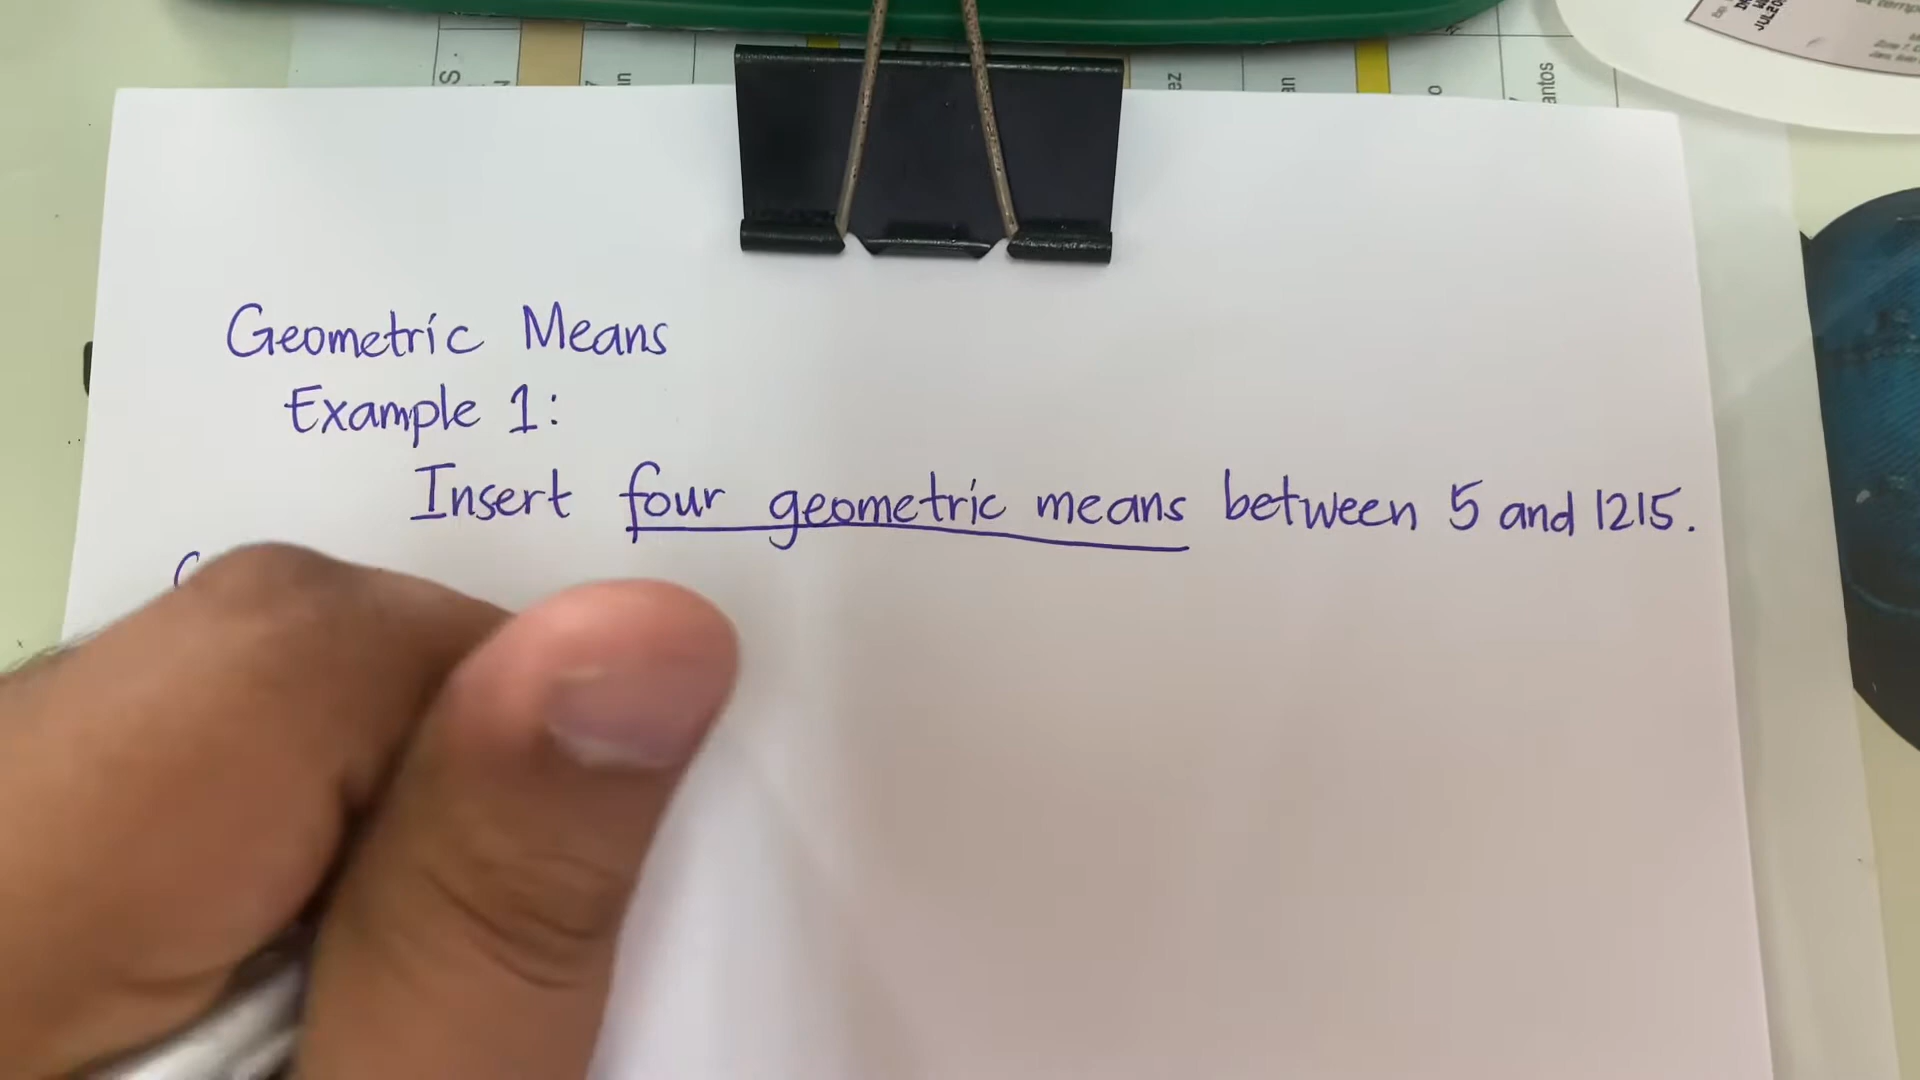 Geometric Means
Example 1:
Insert four geometric means between 5 and 1215.